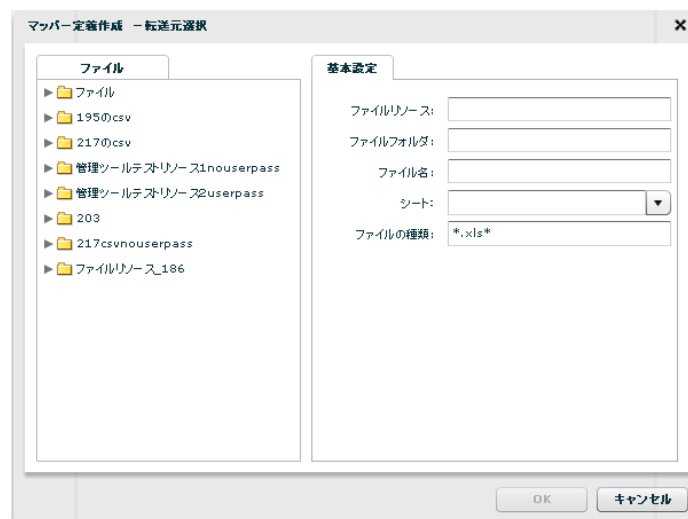 マッパー定義作成 －転送元選択
ファイル
ファイル
195のcsv
217のcsv
管理ツールテストリソース1nouserpass
管理ツールテストリソース2userpass
203
217csvnouserpass
ファイルリソース_186
基本設定
ファイルリソース:
ファイルフォルダ:
ファイル名:
シート:
ファイルの種類: *.xls*
OK キャンセル